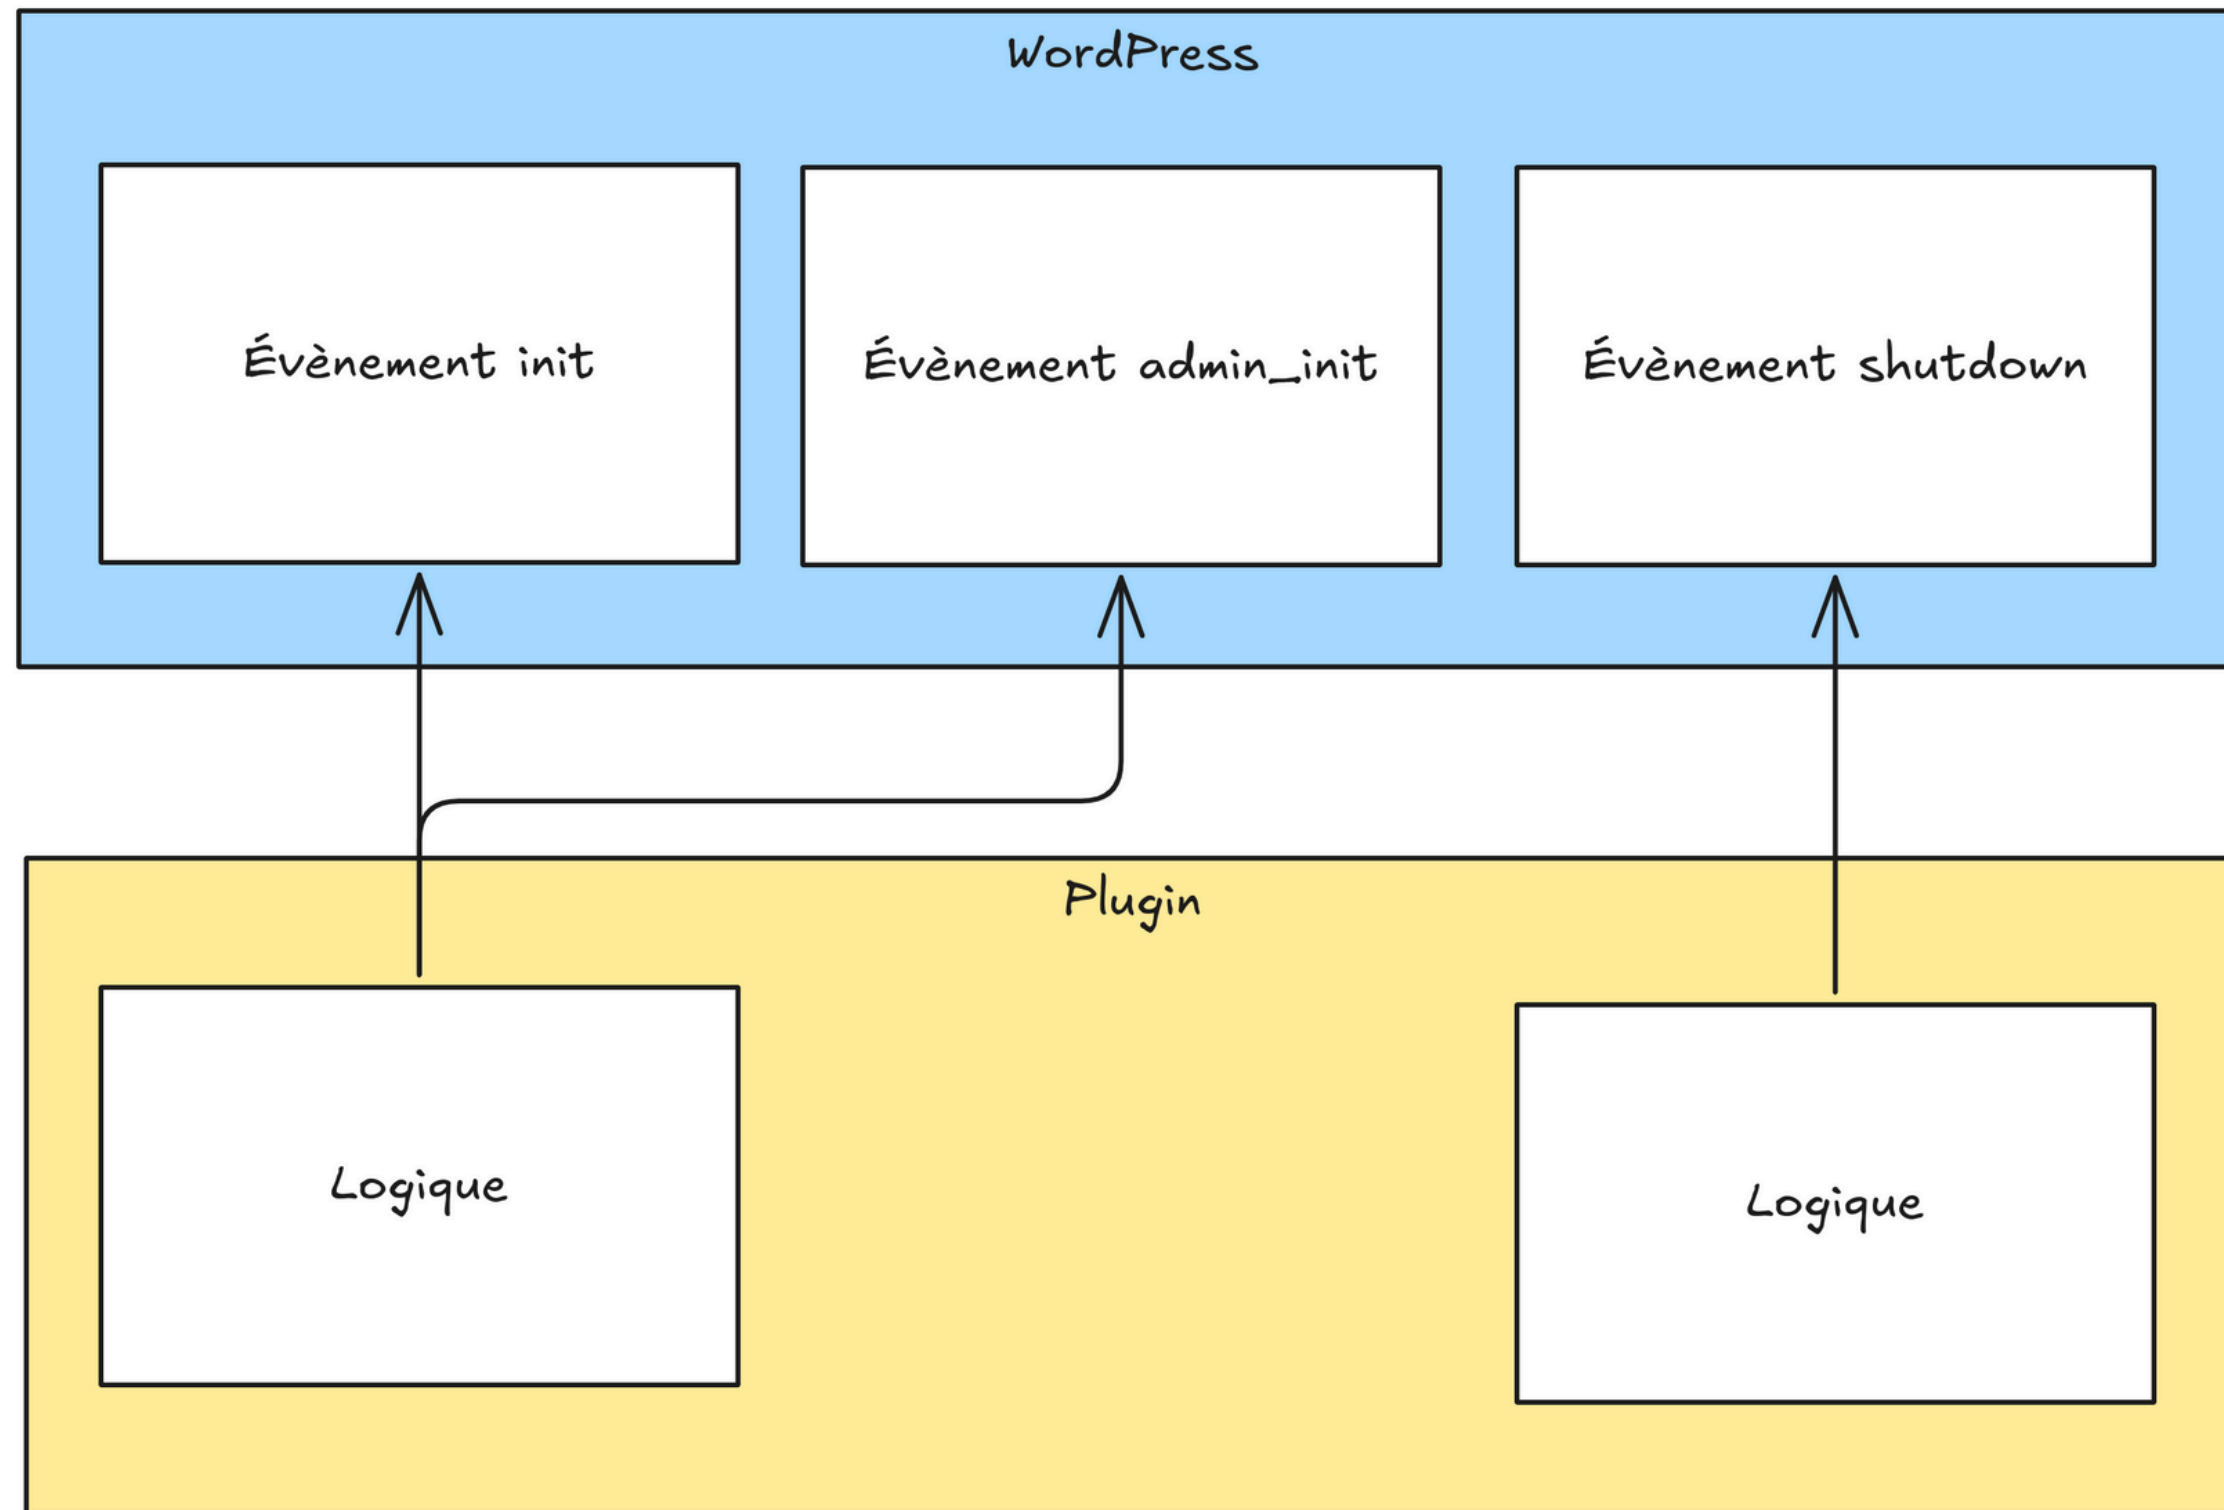 WordPress
Évènement init
Évènement admin_init
Évènement shutdown
Plugin
Logique
Logique